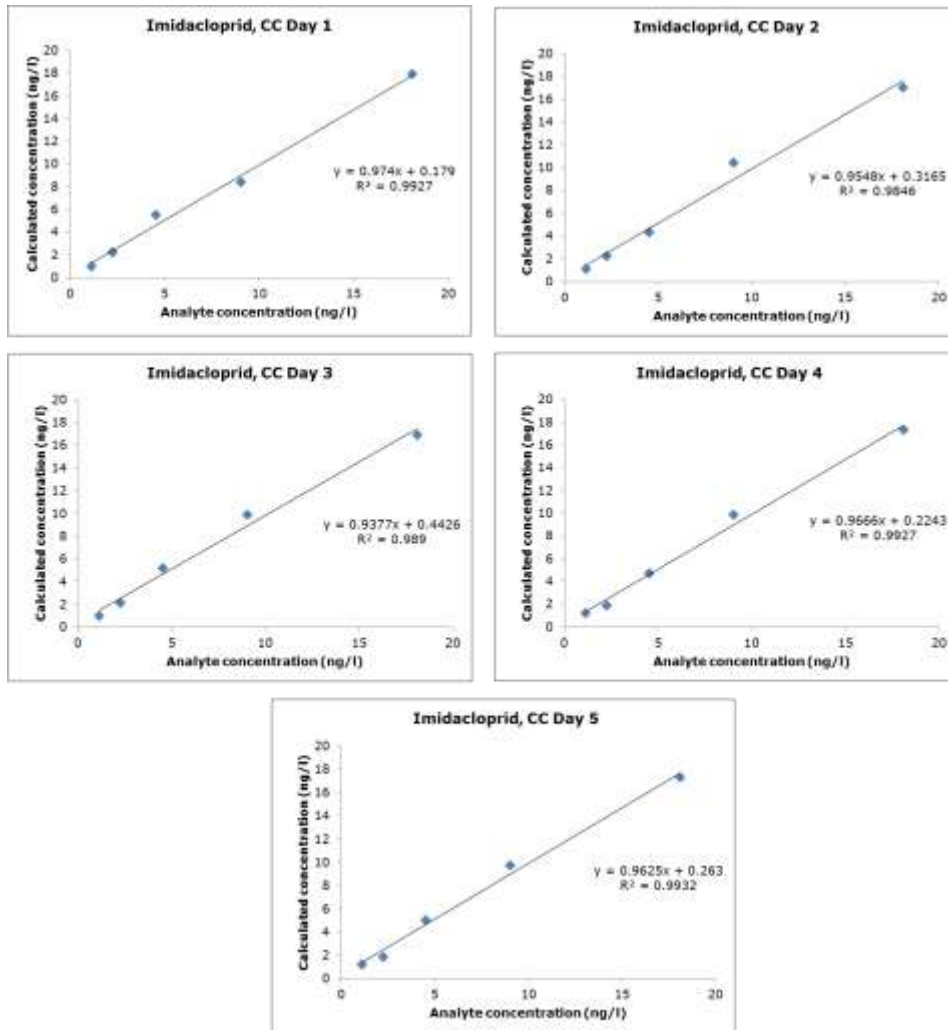 Imidacloprid, CC Day 1
Calculated concentration (ng/l)
20
18
16
14
12
10
8
6
4
2
0
y = 0.974x + 0.179
R² = 0.9927
0 5 10 15 20
Analyte concentration (ng/l)
Imidacloprid, CC Day 2
Calculated concentration (ng/l)
20
18
16
14
12
10
8
6
4
2
0
y = 0.9548x + 0.3165
R² = 0.9846
0 5 10 15 20
Analyte concentration (ng/l)
Imidacloprid, CC Day 3
Calculated concentration (ng/l)
20
18
16
14
12
10
8
6
4
2
0
y = 0.9377x + 0.4426
R² = 0.989
0 5 10 15 20
Analyte concentration (ng/l)
Imidacloprid, CC Day 4
Calculated concentration (ng/l)
20
18
16
14
12
10
8
6
4
2
0
y = 0.9666x + 0.2243
R² = 0.9927
0 5 10 15 20
Analyte concentration (ng/l)
Imidacloprid, CC Day 5
Calculated concentration (ng/l)
20
18
16
14
12
10
8
6
4
2
0
y = 0.9625x + 0.263
R² = 0.9932
0 5 10 15 20
Analyte concentration (ng/l)